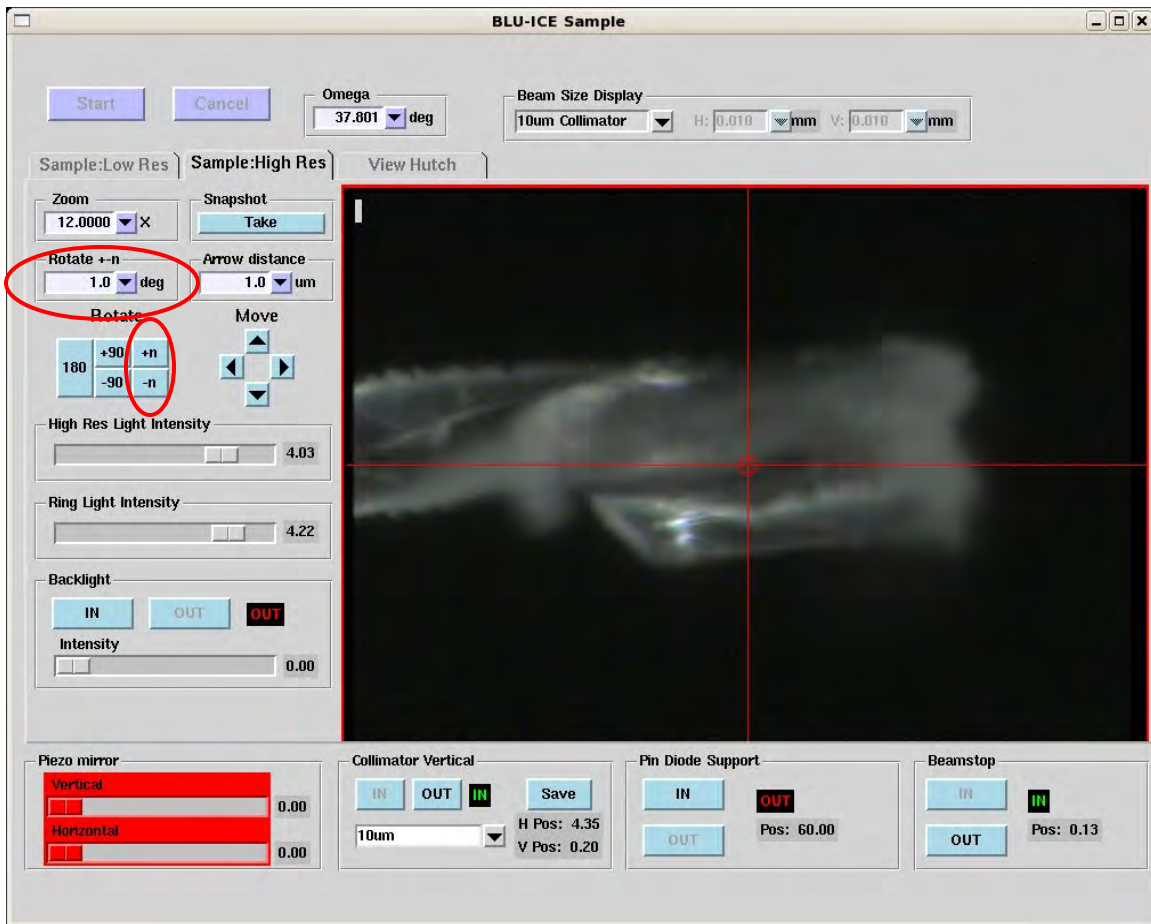 BLU-ICE Sample
Start Cancel
Omega
37.801 deg
Beam Size Display
10um Collimator H: 0.010 mm V: 0.010 mm
Sample:Low Res Sample:High Res View Hutch
Zoom Snapshot
12.0000 X Take
Rotate +-n Arrow distance
1.0 deg 1.0 um
Rotate Move
180 +90 +n
-90 -n
High Res Light Intensity
4.03
Ring Light Intensity
4.22
Backlight
IN OUT OUT
Intensity
0.00
Piezo mirror
Vertical
0.00
Horizontal
0.00
Collimator Vertical
IN OUT IN Save
10um
H Pos: 4.35
V Pos: 0.20
Pin Diode Support
IN OUT
OUT Pos: 60.00
Beamstop
IN IN
OUT Pos: 0.13